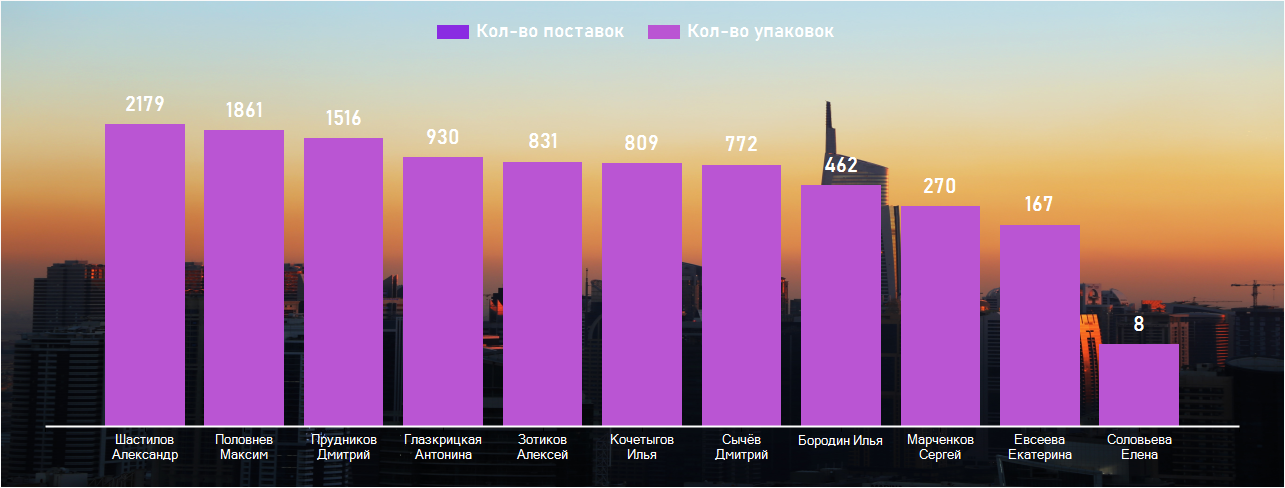 Кол-во поставок Кол-во упаковок
2179 1861 1516 930 831 809 772 462 270 167 8
Шастилов Александр
Половнев Максим
Прудников Дмитрий
Глазкрицкая Антонина
Зотиков Алексей
Кочетыгов Илья
Сычёв Дмитрий
Бородин Илья
Марченков Сергей
Евсеева Екатерина
Соловьева Елена